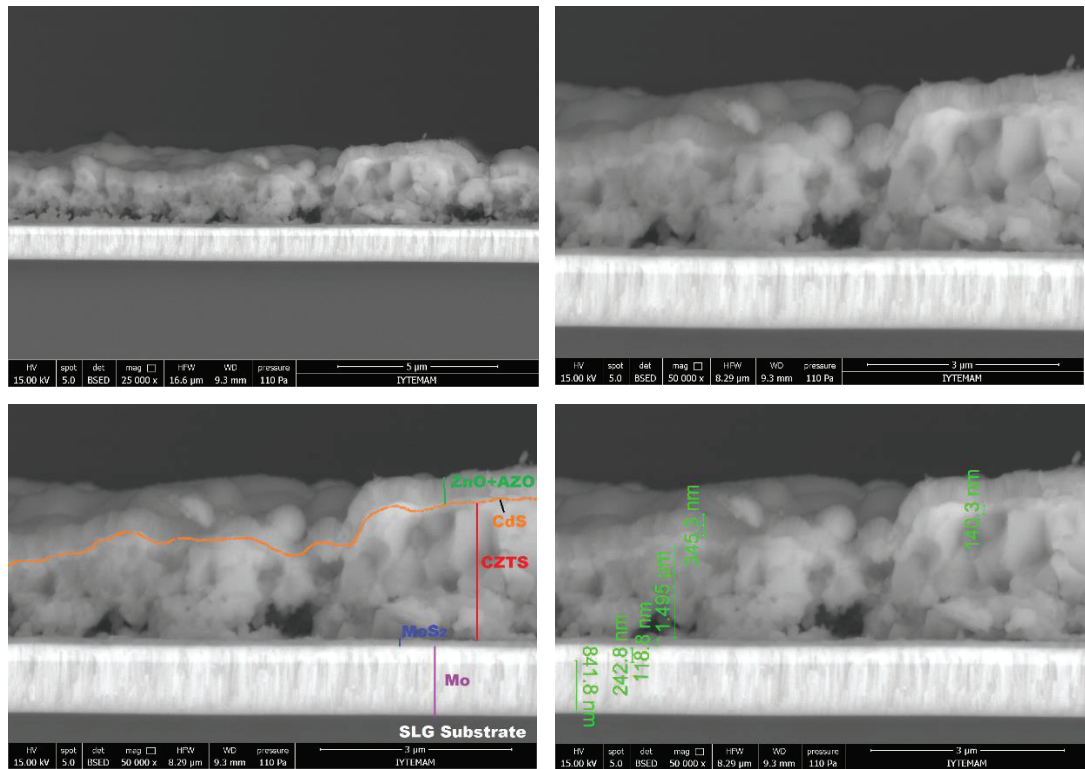 HV spot det mag □ HFW WD pressure 5 µm
15.00 kV 5.0 BSED 25 000 x 16.6 µm 9.3 mm 110 Pa IYTEMAM
HV spot det mag □ HFW WD pressure 3 µm
15.00 kV 5.0 BSED 50 000 x 8.29 µm 9.3 mm 110 Pa IYTEMAM
ZnO+AZO
CdS
CZTS
MoS₂
Mo
SLG Substrate
HV spot det mag □ HFW WD pressure 3 µm
15.00 kV 5.0 BSED 50 000 x 8.29 µm 9.3 mm 110 Pa IYTEMAM
841.8 nm
242.8 nm
118.3 nm
1.495 µm
345.3 nm
140.3 nm
HV spot det mag □ HFW WD pressure 3 µm
15.00 kV 5.0 BSED 50 000 x 8.29 µm 9.3 mm 110 Pa IYTEMAM